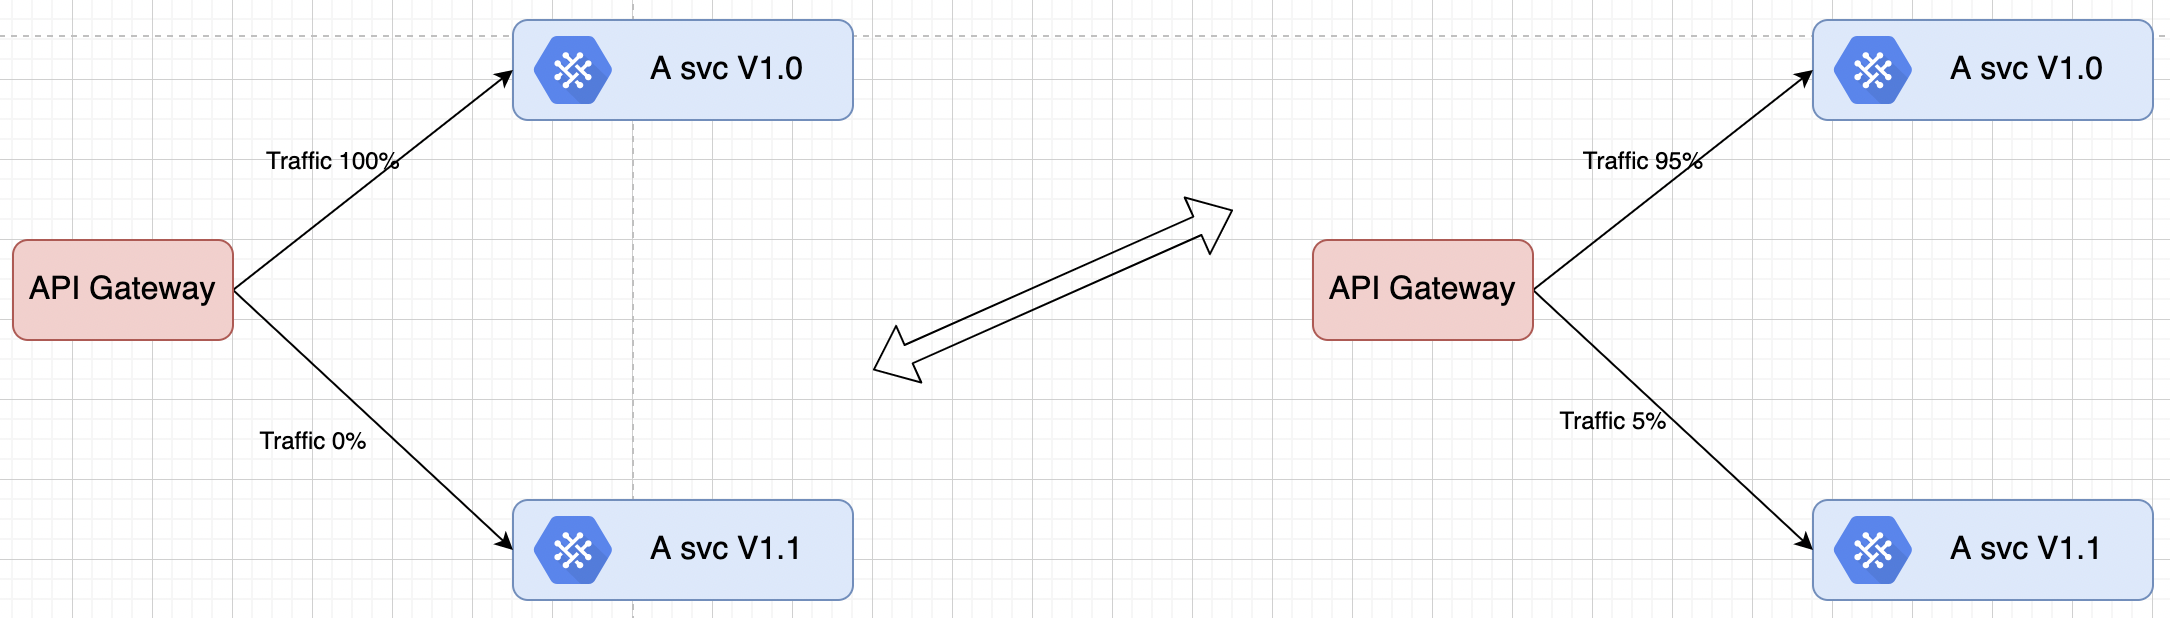 A svc V1.0
Traffic 100%
API Gateway
Traffic 0%
A svc V1.1
A svc V1.0
Traffic 95%
API Gateway
Traffic 5%
A svc V1.1